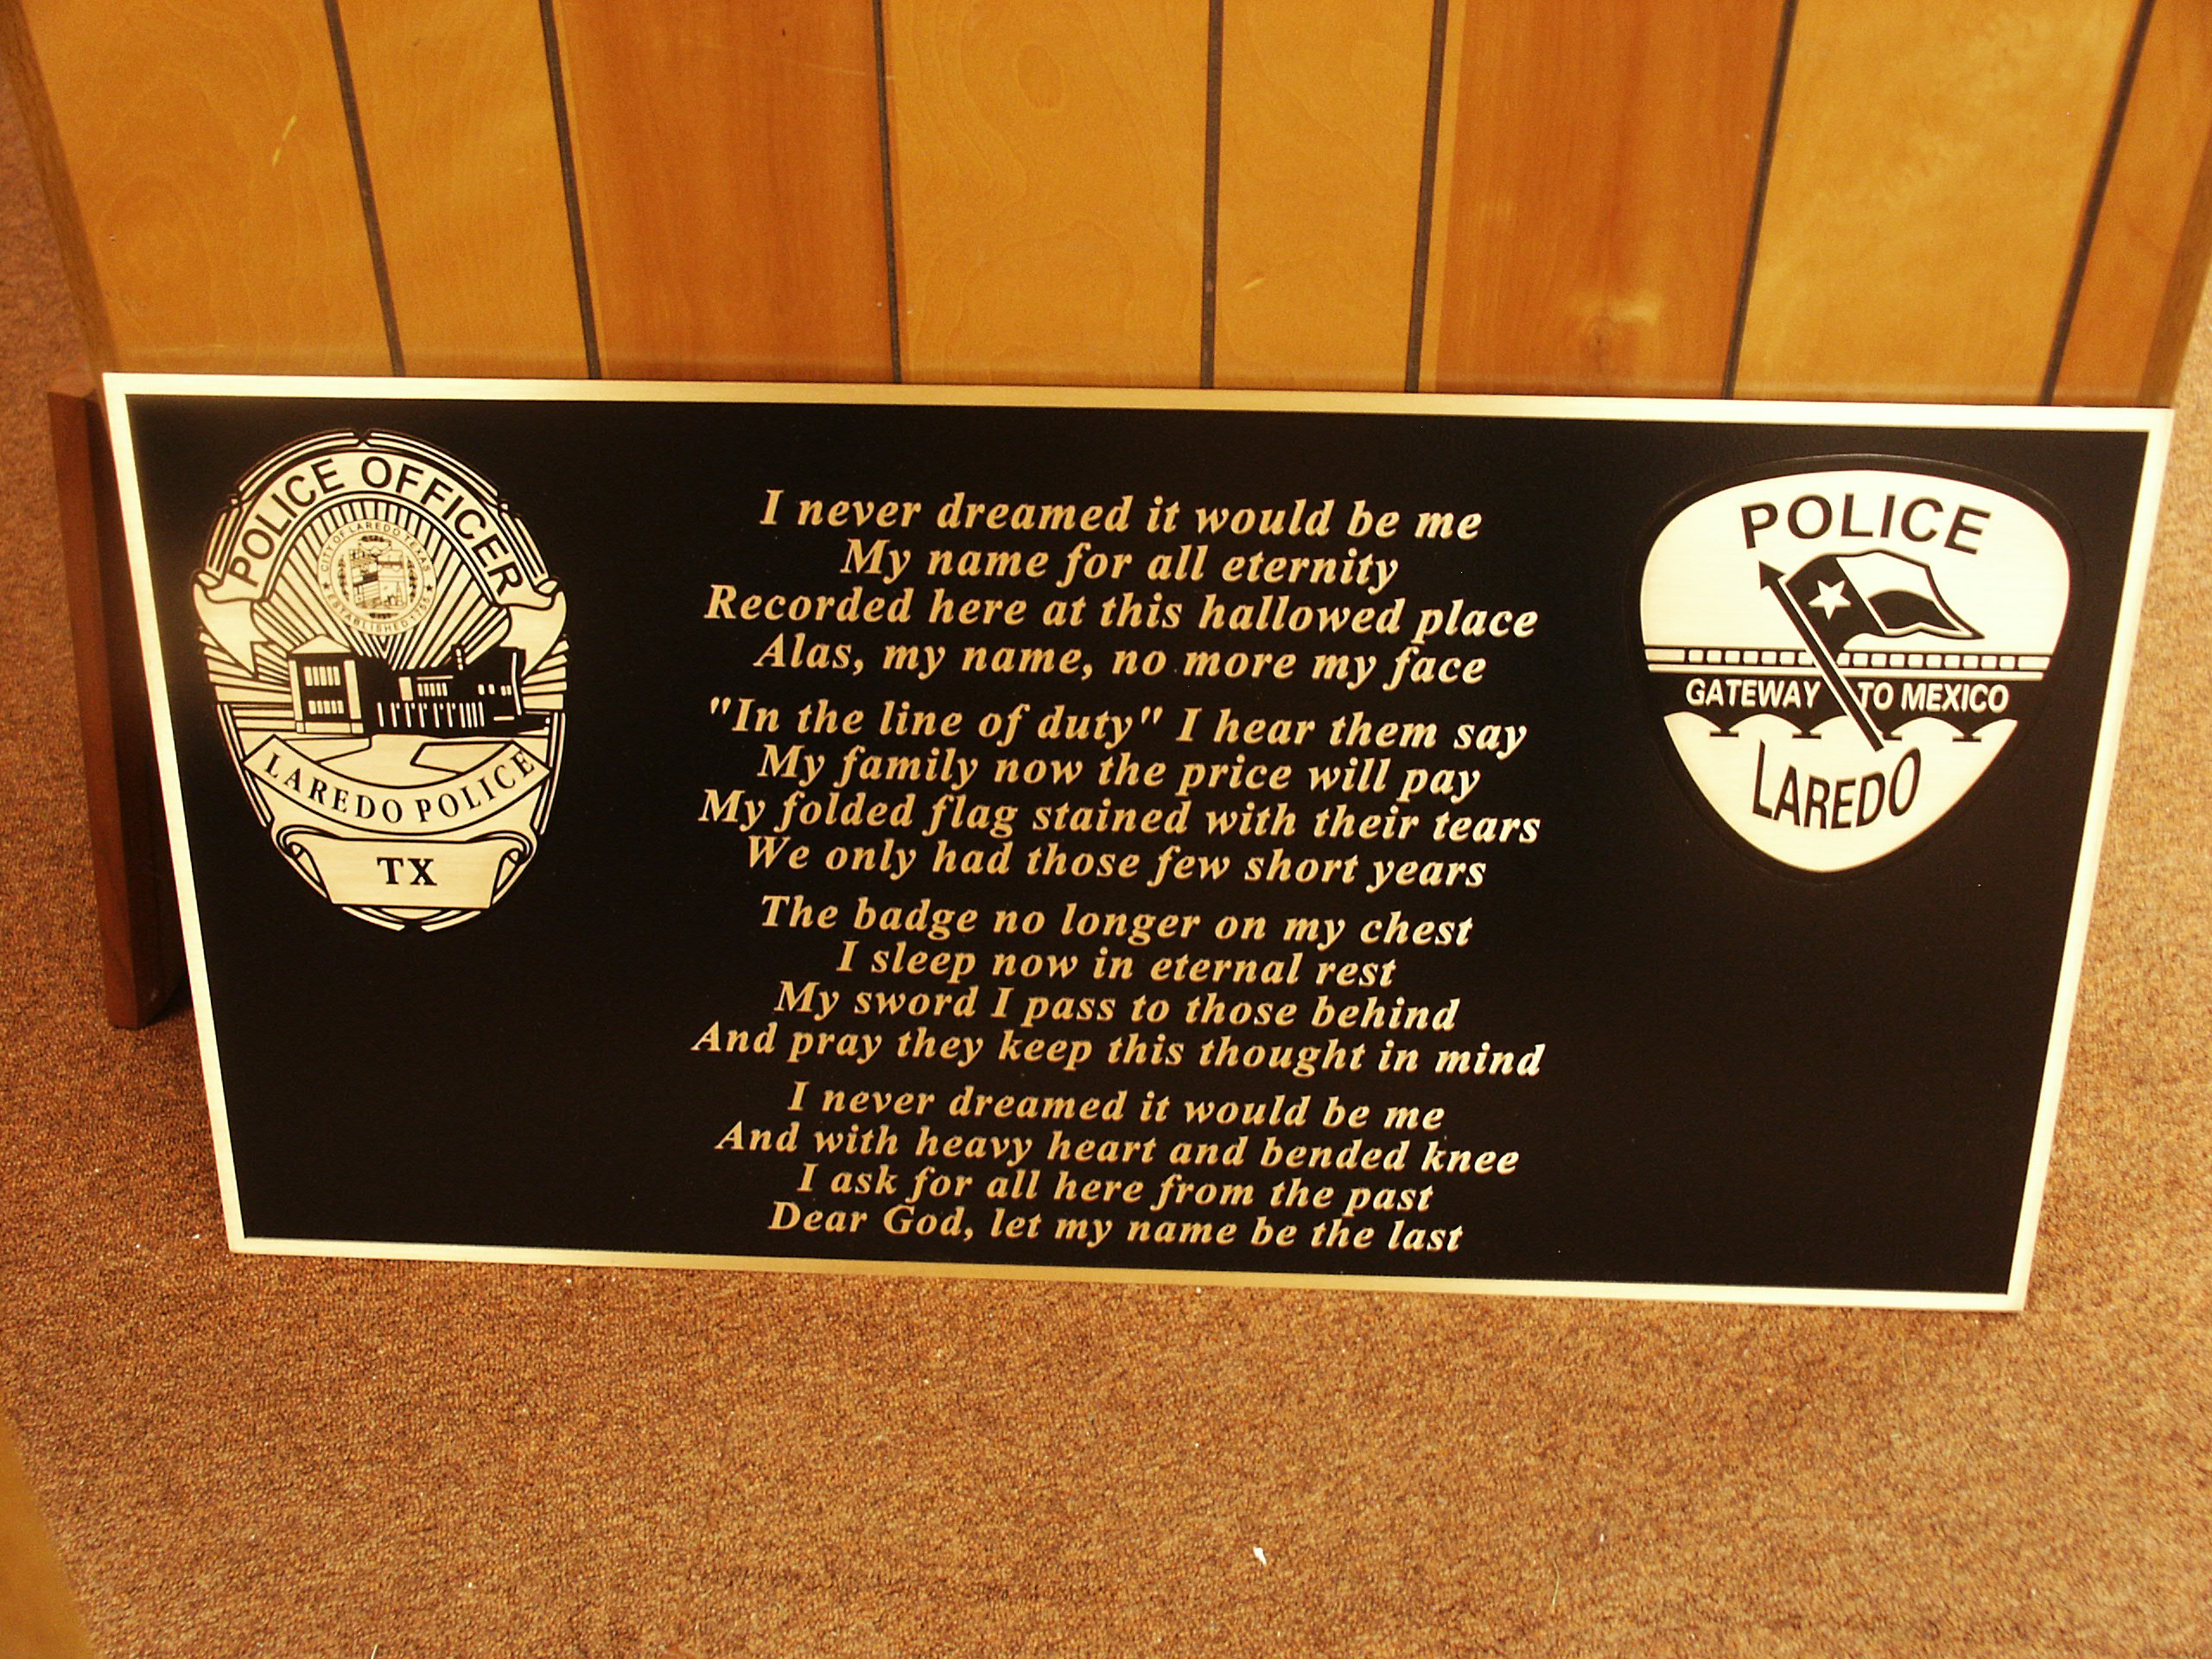 POLICE OFFICER
CITY OF LAREDO TEXAS
ESTABLISHED 1755
LAREDO POLICE
TX
I never dreamed it would be me
My name for all eternity
Recorded here at this hallowed place
Alas, my name, no more my face
"In the line of duty" I hear them say
My family now the price will pay
My folded flag stained with their tears
We only had those few short years
The badge no longer on my chest
I sleep now in eternal rest
My sword I pass to those behind
And pray they keep this thought in mind
I never dreamed it would be me
And with heavy heart and bended knee
I ask for all here from the past
Dear God, let my name be the last
POLICE
GATEWAY TO MEXICO
LAREDO